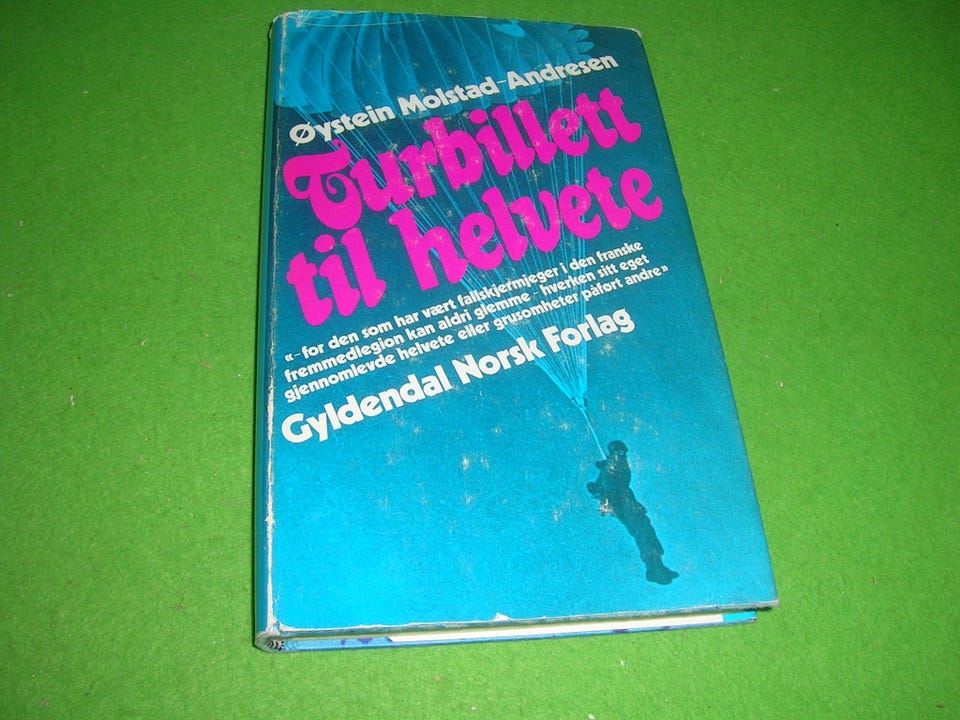 Øystein Molstad-Andresen
Turbillett
til helvete
«-for den som har vært fallskjermjeger i den franske
fremmedlegion kan aldri glemme - hverken sitt eget
gjennomlevde helvete eller grusomheter påført andre»
Gyldendal Norsk Forlag